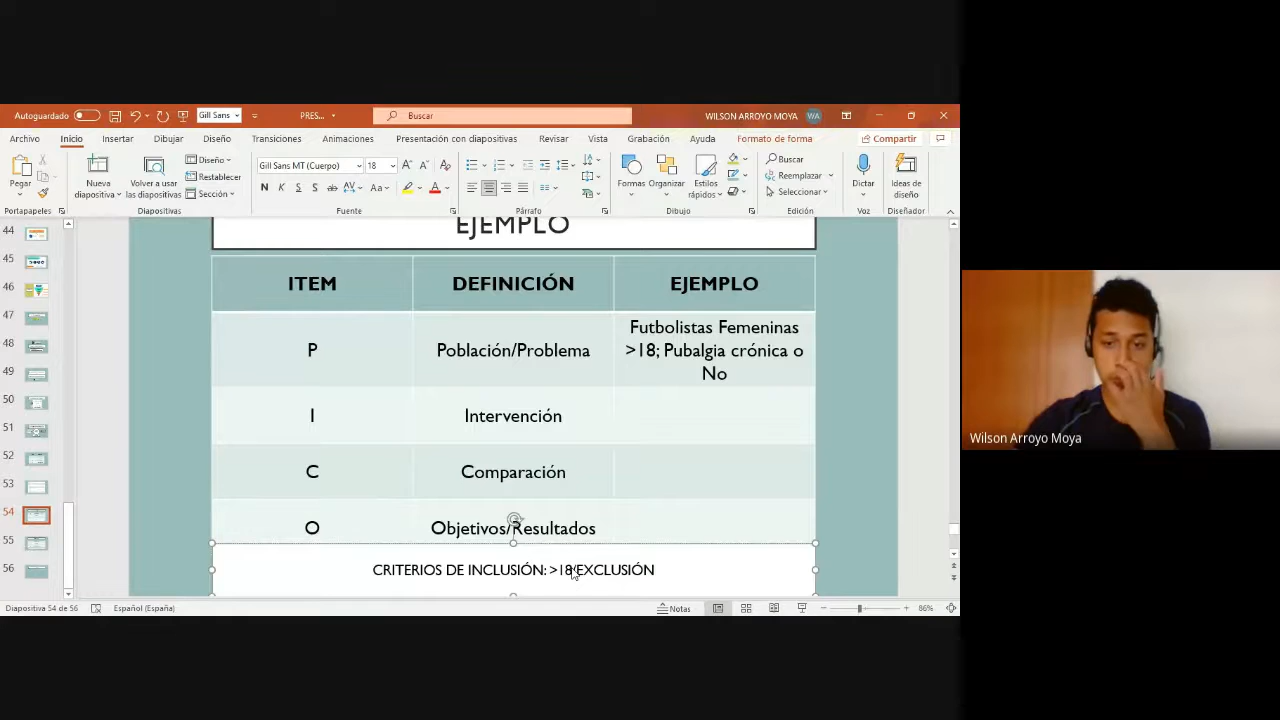 Autoguardado
Gill Sans
PRES...
Buscar
WILSON ARROYO MOYA
WA
Archivo
Inicio
Insertar
Dibujar
Diseño
Transiciones
Animaciones
Presentación con diapositivas
Revisar
Vista
Grabación
Ayuda
Formato de forma
Compartir
Pegar
Nueva
diapositiva
Volver a usar
las diapositivas
Diseño
Restablecer
Sección
Gill Sans MT (Cuerpo)
18
N K S S ab AV Aa
Formas
Organizar
Estilos
rápidos
Buscar
Reemplazar
Seleccionar
Dictar
Ideas de
diseño
Portapapeles
Diapositivas
Fuente
Párrafo
Dibujo
Edición
Voz
Diseñador
44
45
46
47
48
49
50
51
52
53
54
55
56
EJEMPLO
ITEM DEFINICIÓN EJEMPLO
P
Población/Problema
Futbolistas Femeninas
>18; Pubalgia crónica o
No
I Intervención
C Comparación
O Objetivos/Resultados
CRITERIOS DE INCLUSIÓN: >18/EXCLUSIÓN
Diapositiva 54 de 56
Español (España)
Notas
86%
Wilson Arroyo Moya